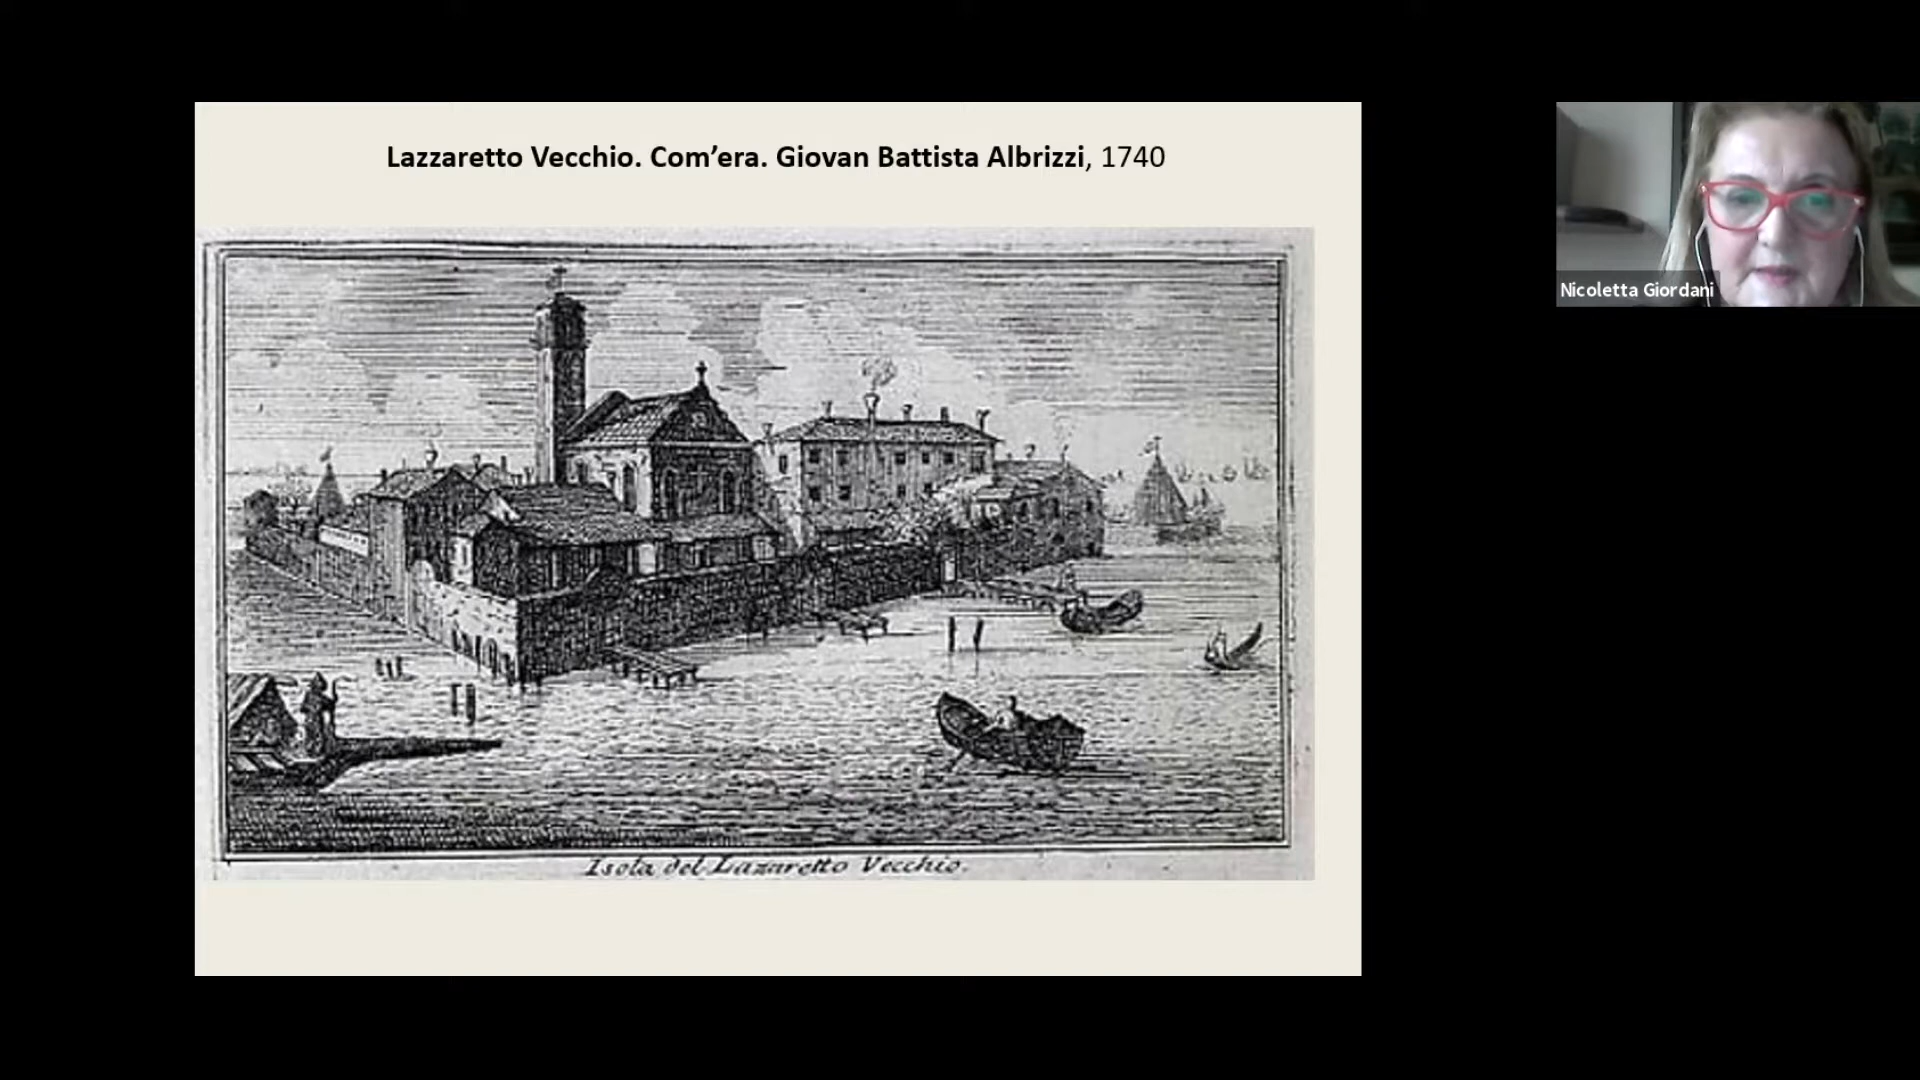 Lazzaretto Vecchio. Com’era. Giovan Battista Albrizzi, 1740
Nicoletta Giordani
Isola del Lazaretto Vecchio.